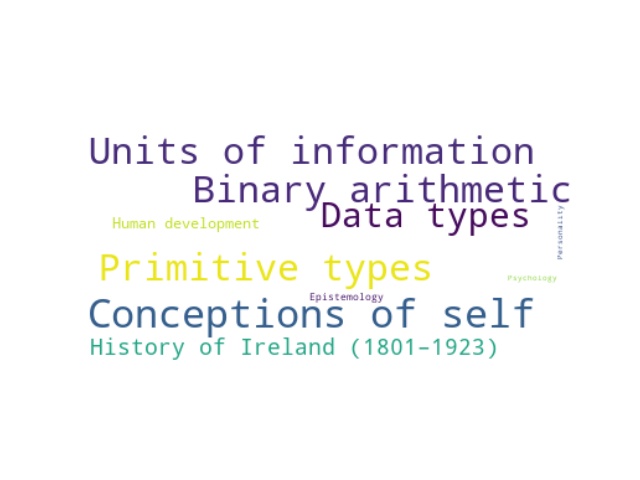 Units of information
Binary arithmetic
Data types
Human development
Personality
Primitive types
Psychology
Epistemology
Conceptions of self
History of Ireland (1801–1923)